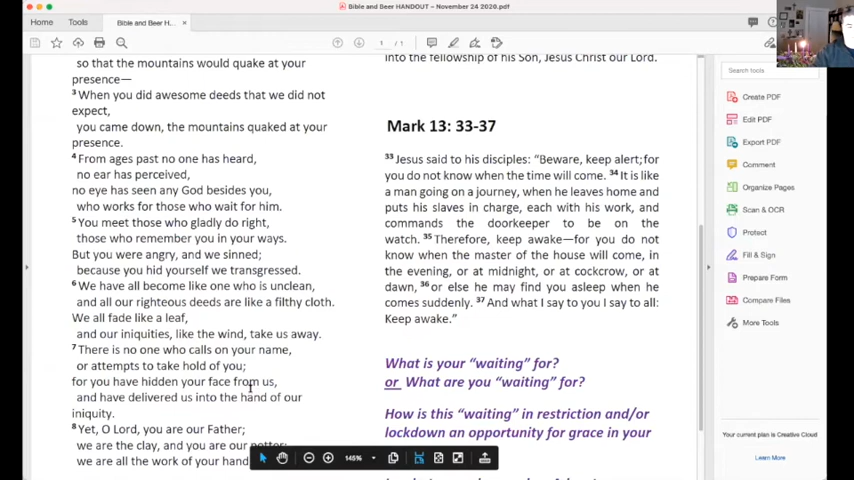 Bible and Beer HANDOUT – November 24 2020.pdf
Home
Tools
Bible and Beer H...
×
1 / 1
so that the mountains would quake at your
presence—
3 When you did awesome deeds that we did not
expect,
you came down, the mountains quaked at your
presence.
4 From ages past no one has heard,
no ear has perceived,
no eye has seen any God besides you,
who works for those who wait for him.
5 You meet those who gladly do right,
those who remember you in your ways.
But you were angry, and we sinned;
because you hid yourself we transgressed.
6 We have all become like one who is unclean,
and all our righteous deeds are like a filthy cloth.
We all fade like a leaf,
and our iniquities, like the wind, take us away.
7 There is no one who calls on your name,
or attempts to take hold of you;
for you have hidden your face from us,
and have delivered us into the hand of our
iniquity.
8 Yet, O Lord, you are our Father;
we are the clay, and you are our potter;
we are all the work of your hand
into the fellowship of his Son, Jesus Christ our Lord.
Mark 13: 33-37
33 Jesus said to his disciples: “Beware, keep alert; for
you do not know when the time will come. 34 It is like
a man going on a journey, when he leaves home and
puts his slaves in charge, each with his work, and
commands the doorkeeper to be on the
watch. 35 Therefore, keep awake—for you do not
know when the master of the house will come, in
the evening, or at midnight, or at cockcrow, or at
dawn, 36 or else he may find you asleep when he
comes suddenly. 37 And what I say to you I say to all:
Keep awake.”
What is your “waiting” for?
or What are you “waiting” for?
How is this “waiting” in restriction and/or
lockdown an opportunity for grace in your
145%
Search tools
Create PDF
Edit PDF
Export PDF
Comment
Organize Pages
Scan & OCR
Protect
Fill & Sign
Prepare Form
Compare Files
More Tools
Your current plan is Creative Cloud
Learn More